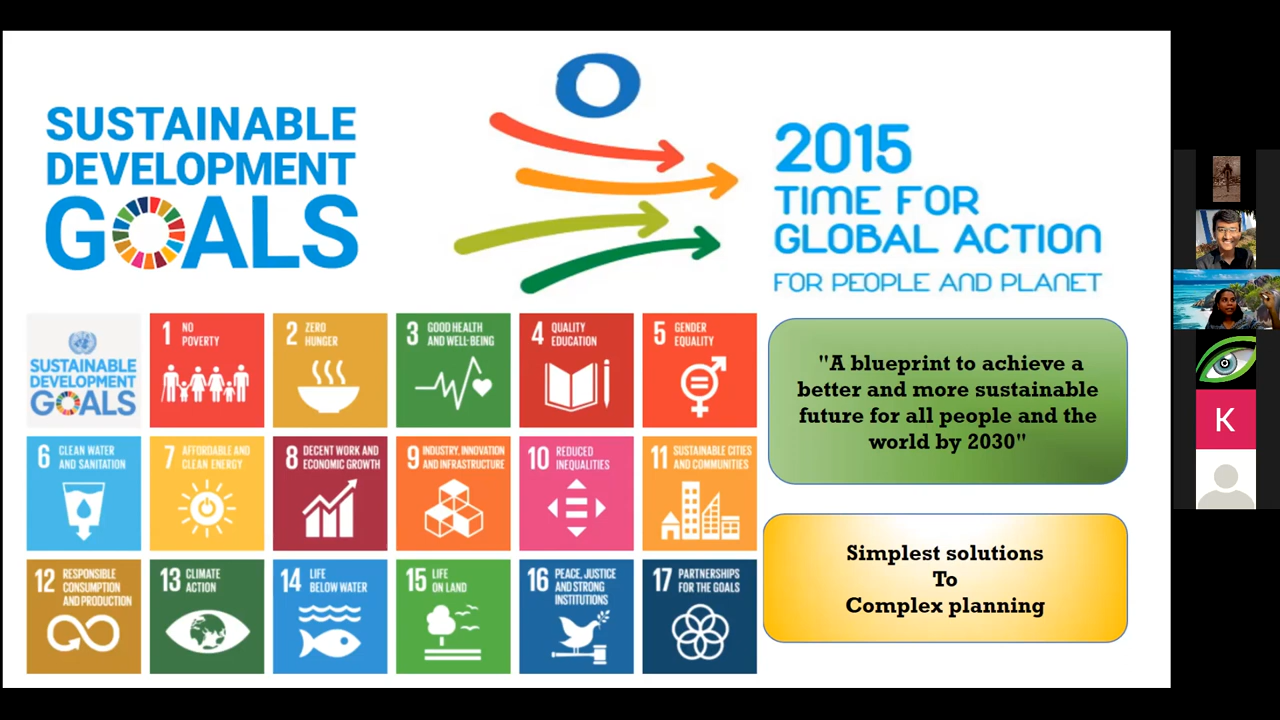 SUSTAINABLE
DEVELOPMENT
GOALS
2015
TIME FOR
GLOBAL ACTION
FOR PEOPLE AND PLANET
SUSTAINABLE
DEVELOPMENT
GOALS
1 NO
POVERTY
2 ZERO
HUNGER
3 GOOD HEALTH
AND WELL-BEING
4 QUALITY
EDUCATION
5 GENDER
EQUALITY
6 CLEAN WATER
AND SANITATION
7 AFFORDABLE AND
CLEAN ENERGY
8 DECENT WORK AND
ECONOMIC GROWTH
9 INDUSTRY, INNOVATION
AND INFRASTRUCTURE
10 REDUCED
INEQUALITIES
11 SUSTAINABLE CITIES
AND COMMUNITIES
12 RESPONSIBLE
CONSUMPTION
AND PRODUCTION
13 CLIMATE
ACTION
14 LIFE
BELOW WATER
15 LIFE
ON LAND
16 PEACE, JUSTICE
AND STRONG
INSTITUTIONS
17 PARTNERSHIPS
FOR THE GOALS
"A blueprint to achieve a
better and more sustainable
future for all people and the
world by 2030"
Simplest solutions
To
Complex planning
K